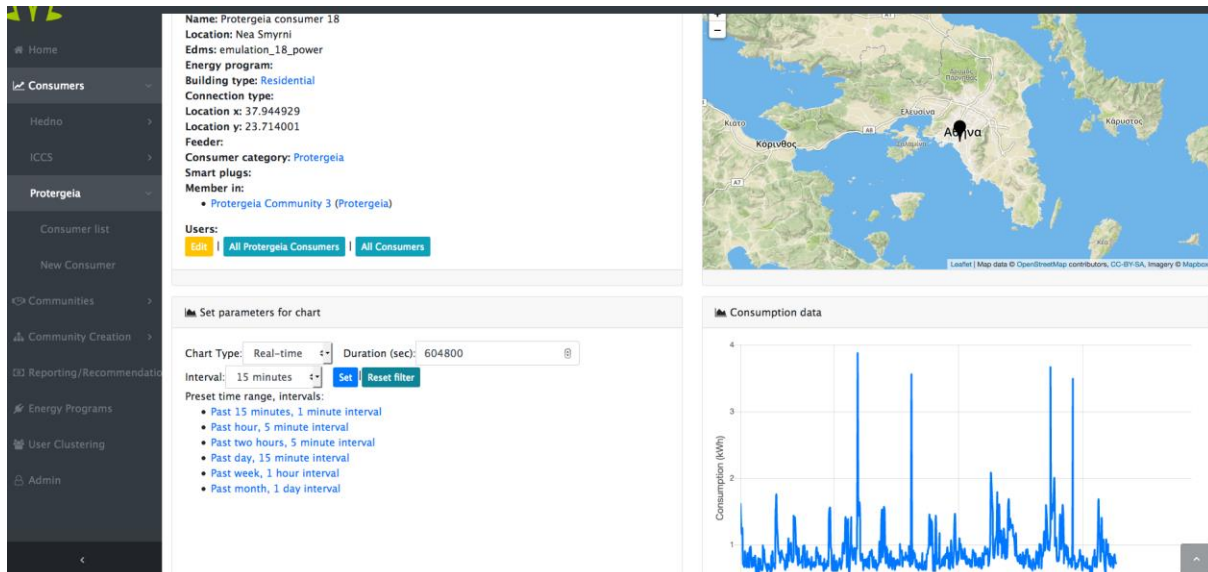 Home
Consumers
Hedno
ICCS
Protergeia
Consumer list
New Consumer
Communities
Community Creation
Reporting/Recommendatio
Energy Programs
User Clustering
Admin
Name: Protergeia consumer 18
Location: Nea Smyrni
Edms: emulation_18_power
Energy program:
Building type: Residential
Connection type:
Location x: 37.944929
Location y: 23.714001
Feeder:
Consumer category: Protergeia
Smart plugs:
Member in:
• Protergeia Community 3 (Protergeia)
Users:
Edit | All Protergeia Consumers | All Consumers
−
Ελευσίνα
Κιατο
A8
Αθήνα
Κόρινθος
Κάρυστος
A7
Κέα
Leaflet | Map data © OpenStreetMap contributors, CC-BY-SA, Imagery © Mapbox
Set parameters for chart
Chart Type: Real-time Duration (sec): 604800
Interval: 15 minutes Set | Reset filter
Preset time range, intervals:
• Past 15 minutes, 1 minute interval
• Past hour, 5 minute interval
• Past two hours, 5 minute interval
• Past day, 15 minute interval
• Past week, 1 hour interval
• Past month, 1 day interval
Consumption data
Consumption (kWh)
4
3
2
1